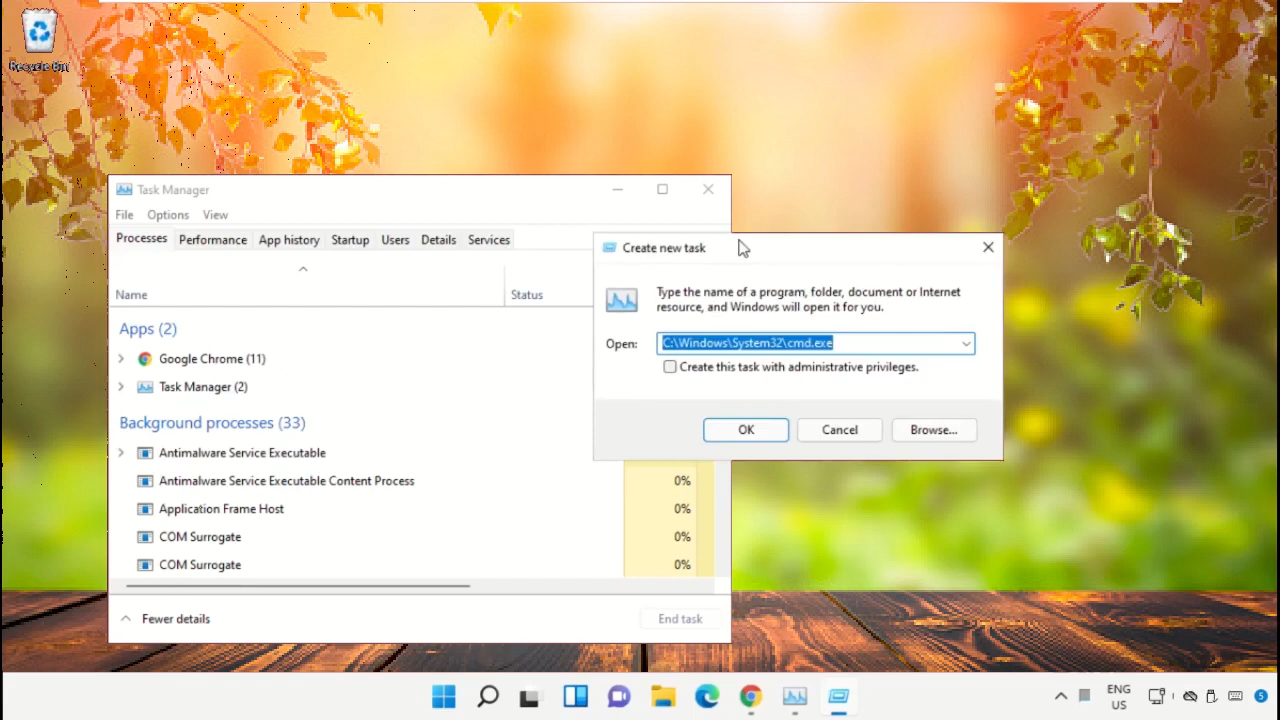 Recycle Bin
Task Manager
File Options View
Processes Performance App history Startup Users Details Services
Name Status
Apps (2)
Google Chrome (11)
Task Manager (2)
Background processes (33)
Antimalware Service Executable
Antimalware Service Executable Content Process 0%
Application Frame Host 0%
COM Surrogate 0%
COM Surrogate 0%
Fewer details End task
Create new task
Type the name of a program, folder, document or Internet
resource, and Windows will open it for you.
Open: C:\Windows\System32\cmd.exe
Create this task with administrative privileges.
OK Cancel Browse...
ENG
US
5